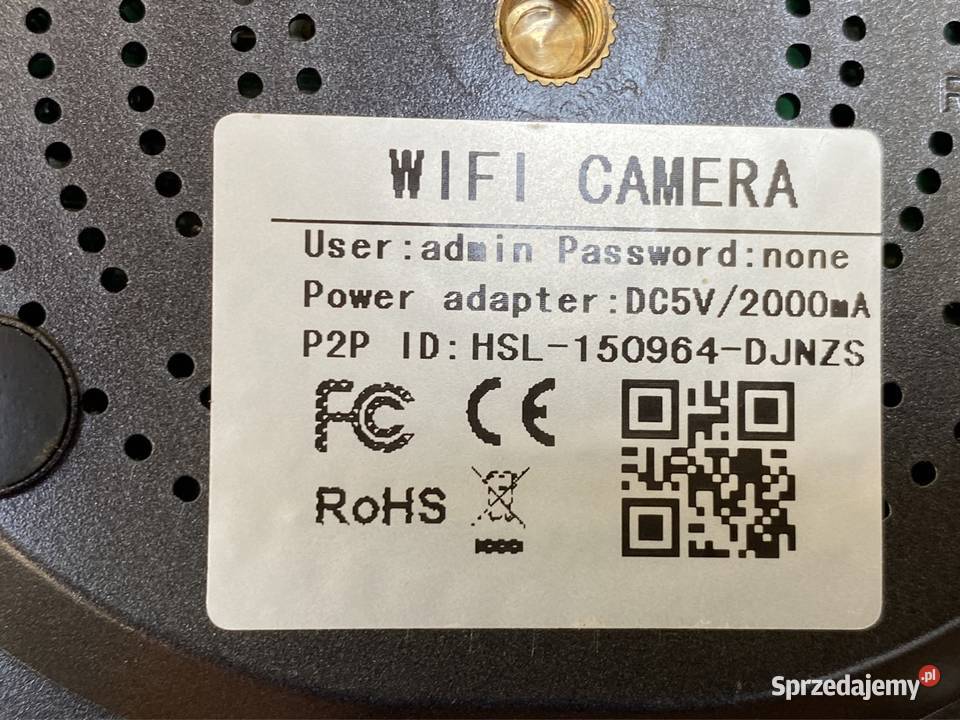 WIFI CAMERA
User:admin Password:none
Power adapter:DC5V/2000mA
P2P ID:HSL-150964-DJNZS
FC CE
RoHS
Sprzedajemy.pl